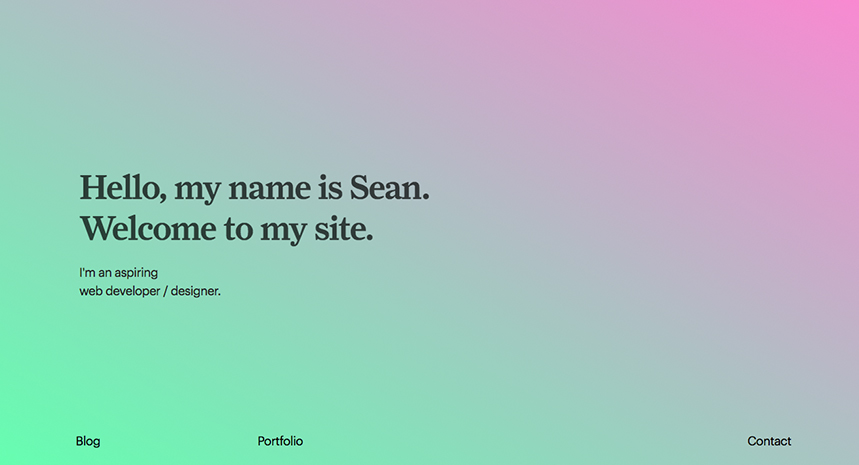 Hello, my name is Sean.
Welcome to my site.
I'm an aspiring
web developer / designer.
Blog
Portfolio
Contact